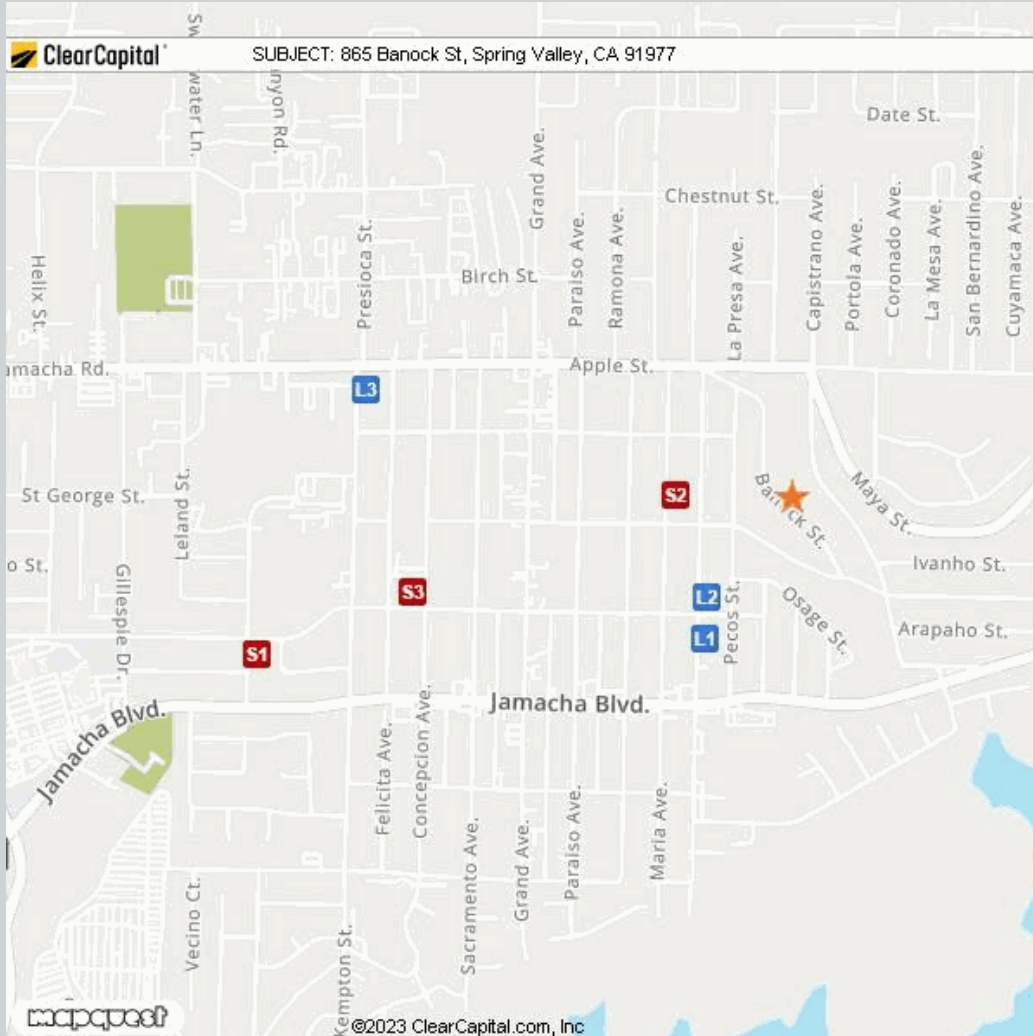 ClearCapital
SUBJECT: 865 Banock St, Spring Valley, CA 91977
water Ln.
nyon Rd.
Date St.
Grand Ave.
Chestnut St.
San Bernardino Ave.
Capistrano Ave.
Coronado Ave.
Cuyamaca Ave.
Paraiso Ave.
Ramona Ave.
Portola Ave.
La Mesa Ave.
Presioca St.
La Presa Ave.
Helix St.
Birch St.
amacha Rd.
Apple St.
L3
St George St.
Leland St.
S2
Banock St.
Maya St.
o St.
Ivanho St.
Gillespie Dr.
S3
L2
Pecos St.
Osage St.
L1
Arapaho St.
S1
Jamacha Blvd.
Jamacha Blvd.
Felicita Ave.
Concepcion Ave.
Sacramento Ave.
Grand Ave.
Paraiso Ave.
Maria Ave.
Vecino Ct.
Kempton St.
mapquest
©2023 ClearCapital.com, Inc